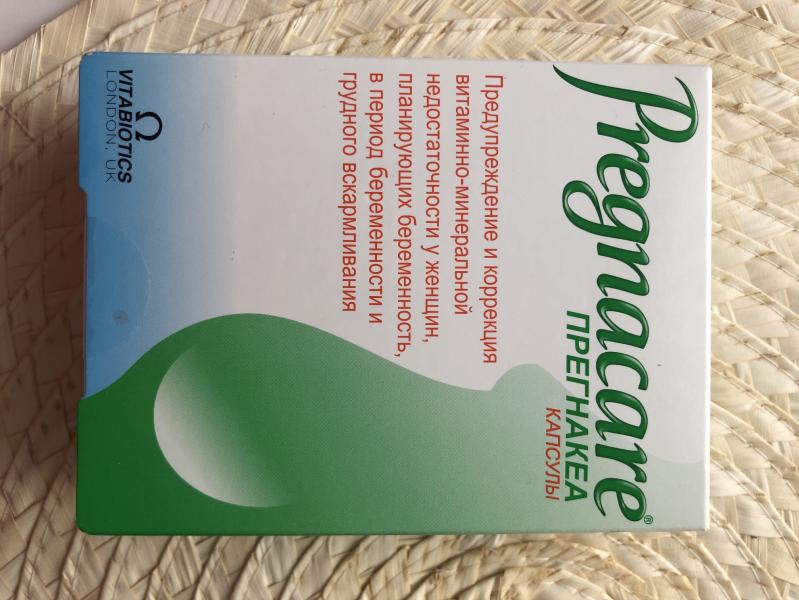 Pregnacare®
ПРЕГНАКЕА
КАПСУЛЫ
Предупреждение и коррекция
витаминно-минеральной
недостаточности у женщин,
планирующих беременность,
в период беременности и
грудного вскармливания
VITABIOTICS
LONDON, UK